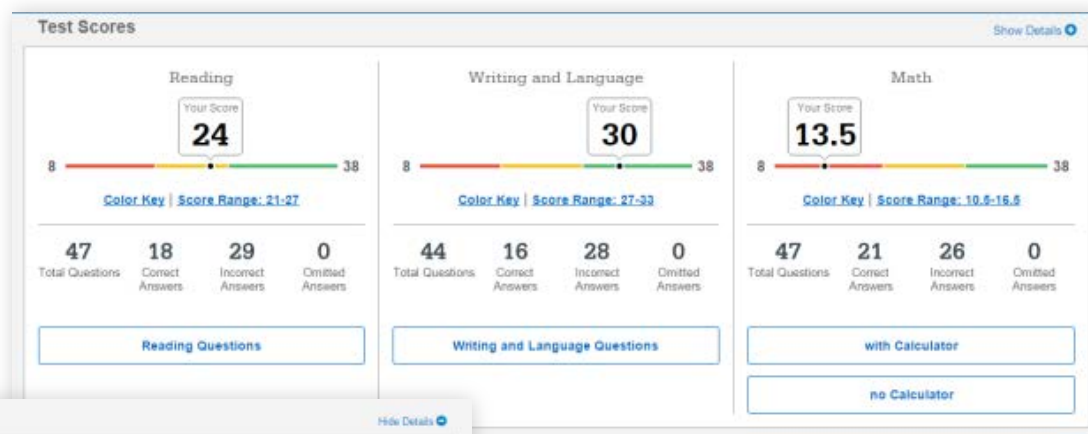 Test Scores
Show Details
Reading
Your Score
24
8
38
Color Key | Score Range: 21-27
47
Total Questions
18
Correct Answers
29
Incorrect Answers
0
Omitted Answers
Reading Questions
Writing and Language
Your Score
30
8
38
Color Key | Score Range: 27-33
44
Total Questions
16
Correct Answers
28
Incorrect Answers
0
Omitted Answers
Writing and Language Questions
Math
Your Score
13.5
8
38
Color Key | Score Range: 10.5-16.5
47
Total Questions
21
Correct Answers
26
Incorrect Answers
0
Omitted Answers
with Calculator
no Calculator
Hide Details